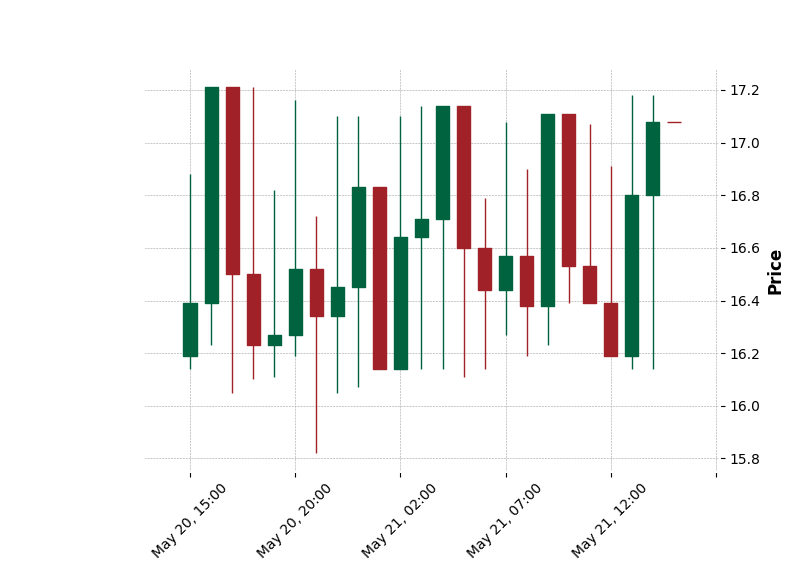 17.2
17.0
16.8
16.6
16.4
16.2
16.0
15.8
Price
May 20, 15:00
May 20, 20:00
May 21, 02:00
May 21, 07:00
May 21, 12:00